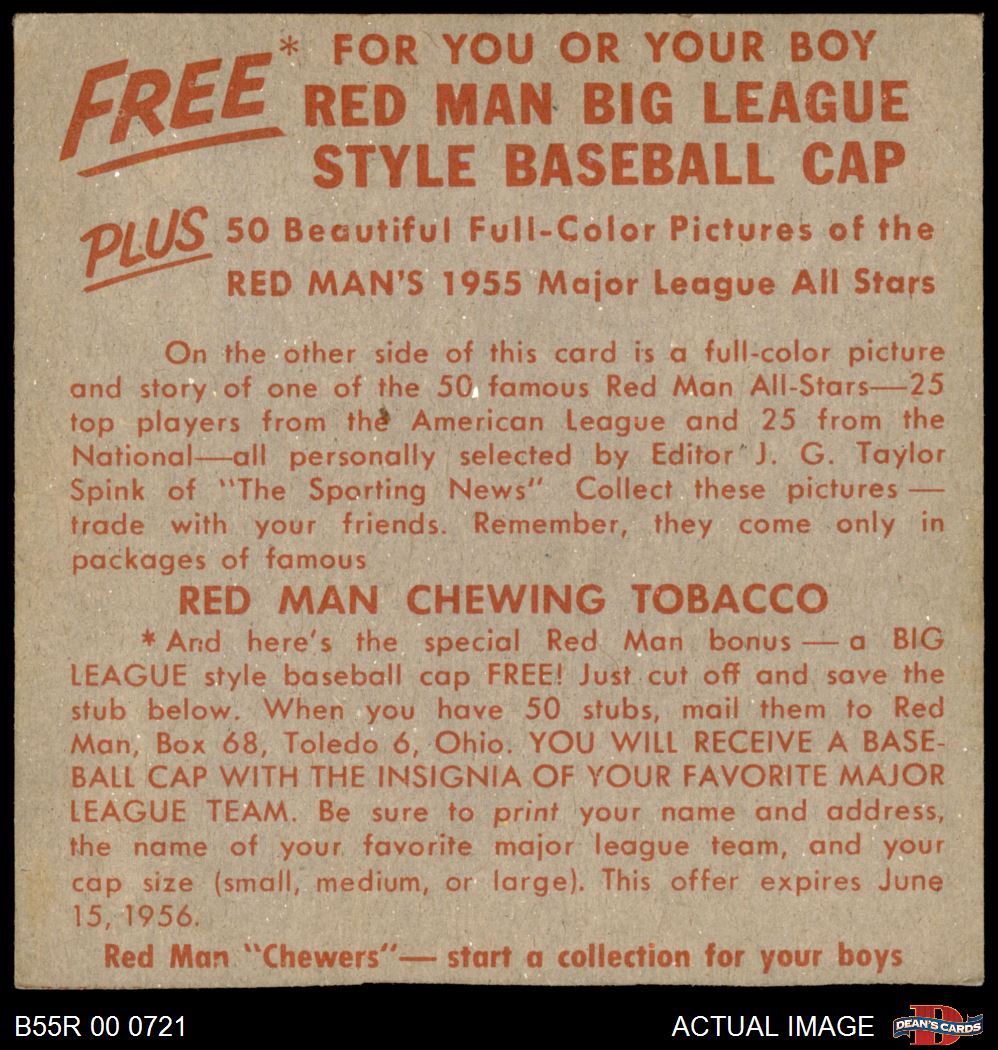 FREE* FOR YOU OR YOUR BOY
RED MAN BIG LEAGUE
STYLE BASEBALL CAP
PLUS 50 Beautiful Full-Color Pictures of the
RED MAN'S 1955 Major League All Stars
On the other side of this card is a full-color picture
and story of one of the 50 famous Red Man All-Stars—25
top players from the American League and 25 from the
National—all personally selected by Editor J. G. Taylor
Spink of "The Sporting News" Collect these pictures —
trade with your friends. Remember, they come only in
packages of famous
RED MAN CHEWING TOBACCO
* And here's the special Red Man bonus — a BIG
LEAGUE style baseball cap FREE! Just cut off and save the
stub below. When you have 50 stubs, mail them to Red
Man, Box 68, Toledo 6, Ohio. YOU WILL RECEIVE A BASE-
BALL CAP WITH THE INSIGNIA OF YOUR FAVORITE MAJOR
LEAGUE TEAM. Be sure to print your name and address,
the name of your favorite major league team, and your
cap size (small, medium, or large). This offer expires June
15, 1956.
Red Man "Chewers"— start a collection for your boys
B55R 00 0721
ACTUAL IMAGE
D
DEAN'S CARDS